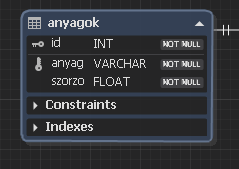 anyagok
id INT NOT NULL
anyag VARCHAR NOT NULL
szorzo FLOAT NOT NULL
Constraints
Indexes